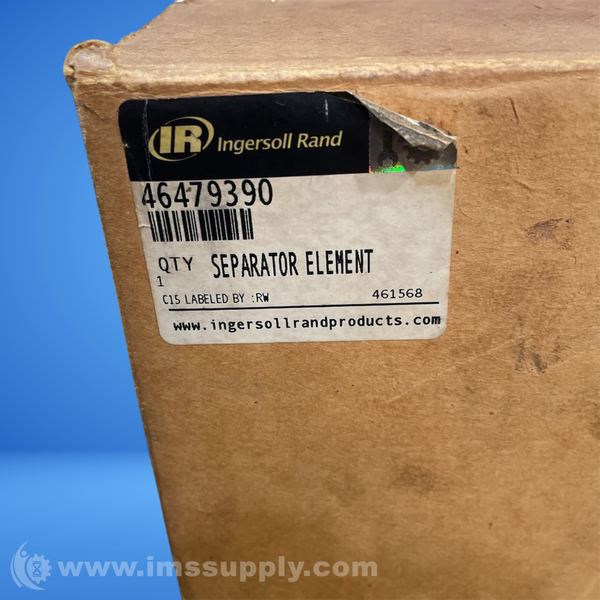 IR Ingersoll Rand
46479390
QTY SEPARATOR ELEMENT
1
C15 LABELED BY :RW 461568
www.ingersollrandproducts.com
www.imssupply.com